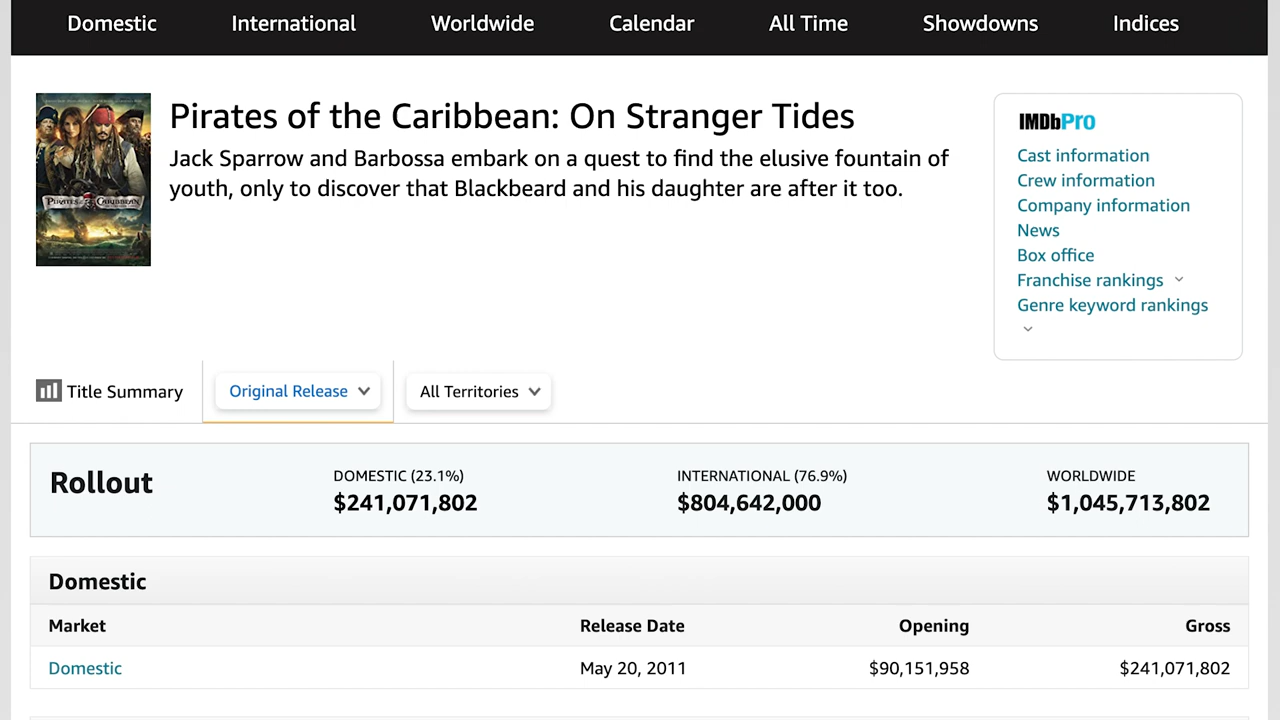 Domestic International Worldwide Calendar All Time Showdowns Indices
Pirates of the Caribbean: On Stranger Tides
Jack Sparrow and Barbossa embark on a quest to find the elusive fountain of
youth, only to discover that Blackbeard and his daughter are after it too.
PIRATES of the CARIBBEAN
IMDbPro
Cast information
Crew information
Company information
News
Box office
Franchise rankings
Genre keyword rankings
Title Summary Original Release All Territories
Rollout
DOMESTIC (23.1%)
$241,071,802
INTERNATIONAL (76.9%)
$804,642,000
WORLDWIDE
$1,045,713,802
Domestic
Market Release Date Opening Gross
Domestic May 20, 2011 $90,151,958 $241,071,802